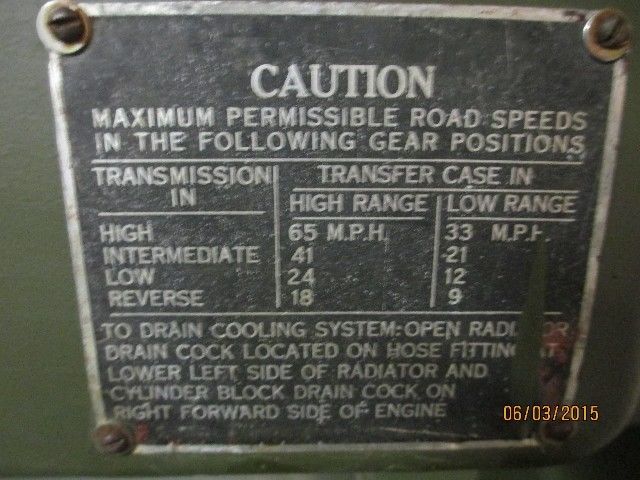 CAUTION
MAXIMUM PERMISSIBLE ROAD SPEEDS
IN THE FOLLOWING GEAR POSITIONS
TRANSMISSION IN
TRANSFER CASE IN
HIGH RANGE LOW RANGE
HIGH 65 M.P.H. 33 M.P.H.
INTERMEDIATE 41 21
LOW 24 12
REVERSE 18 9
TO DRAIN COOLING SYSTEM: OPEN
DRAIN COCK LOCATED ON HOSE FITTING AT
LOWER LEFT SIDE OF RADIATOR AND
CYLINDER BLOCK DRAIN COCK ON
RIGHT FORWARD SIDE OF ENGINE
06/03/2015